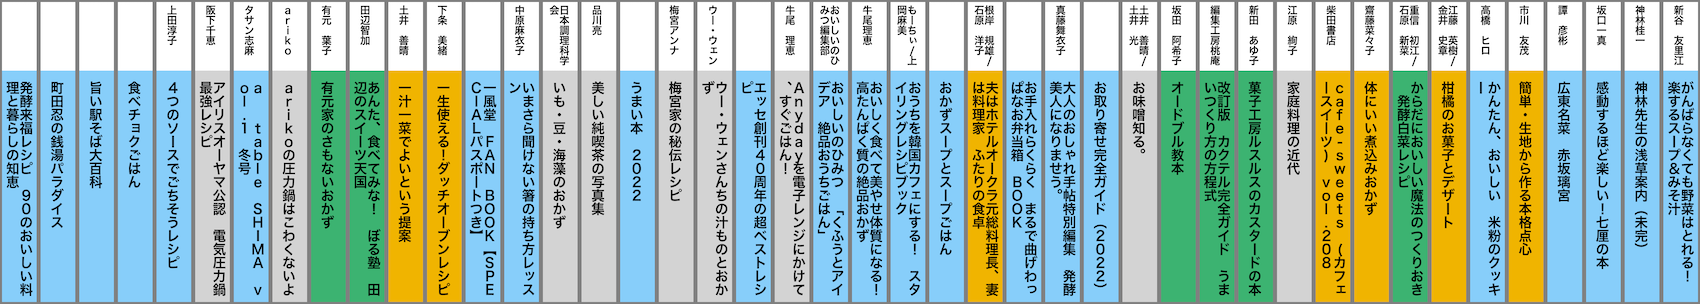 新谷 友里江
がんばらなくても野菜はとれる!
楽するスープ&みそ汁
神林桂一
神林先生の浅草案内(未完)
坂口一真
感動するほど楽しい!七厘の本
譚 彦彬
広東名菜 赤坂璃宮
市川 友茂
簡単・生地から作る本格点心
高橋 ヒロ
かんたん、おいしい 米粉のクッキ
ー
江藤 英樹/
金井 史章
柑橘のお菓子とデザート
重信 初江/
石原 新菜
からだにおいしい魔法のつくりおき
発酵白菜レシピ
齋藤菜々子
体にいい煮込みおかず
柴田書店
cafe-sweets (カフェ
ースイーツ) vol.208
江原 絢子
家庭料理の近代
新田 あゆ子
菓子工房ルスルスのカスタードの本
編集工房桃庵
改訂版 カクテル完全ガイド うま
いつくり方の方程式
坂田 阿希子
オードブル教本
土井 善晴/
土井 光
お味噌知る。
お取り寄せ完全ガイド(2022)
真藤舞衣子
大人のおしゃれ手帖特別編集 発酵
美人になりませう。
お手入れらくらく まるで曲げわっ
ぱなお弁当箱 BOOK
根岸 規雄/
石原 洋子
夫はホテルオークラ元総料理長、妻
は料理家 ふたりの食卓
おかずスープとスープごはん
もーちぃ/上
岡麻美
おうちを韓国カフェにする! スタ
イリングレシピブック
牛尾理恵
おいしく食べて美やせ体質になる!
高たんぱく質の絶品おかず
おいしいのひ
みつ編集部
おいしいのひみつ 「くふうとアイ
デア 絶品おうちごはん」
牛尾 理恵
Anydayを電子レンジにかけて
、すぐごはん!
エッセ創刊40周年の超ベストレシ
ピ
ウー・ウェン
ウー・ウェンさんちの汁ものとおか
ず
梅宮アンナ
梅宮家の秘伝レシピ
うまい本 2022
品川亮
美しい純喫茶の写真集
日本調理科学
会
いも・豆・海藻のおかず
中原麻衣子
いまさら聞けない箸の持ち方レッス
ン
一風堂 FAN BOOK【SPE
CIALパスポートつき】
下条 美緒
一生使える!ダッチオーブンレシピ
土井 善晴
一汁一菜でよいという提案
田辺智加
あんた、食べてみな! ぼる塾 田
辺のスイーツ天国
有元 葉子
有元家のさもないおかず
ariko
arikoの圧力鍋はこわくないよ
タサン志麻
a table SHIMA v
ol.1 冬号
阪下千恵
アイリスオーヤマ公認 電気圧力鍋
最強レシピ
上田淳子
4つのソースでごちそうレシピ
食べチョクごはん
旨い駅そば大百科
町田忍の銭湯パラダイス
発酵来福レシピ 90のおいしい料
理と暮らしの知恵